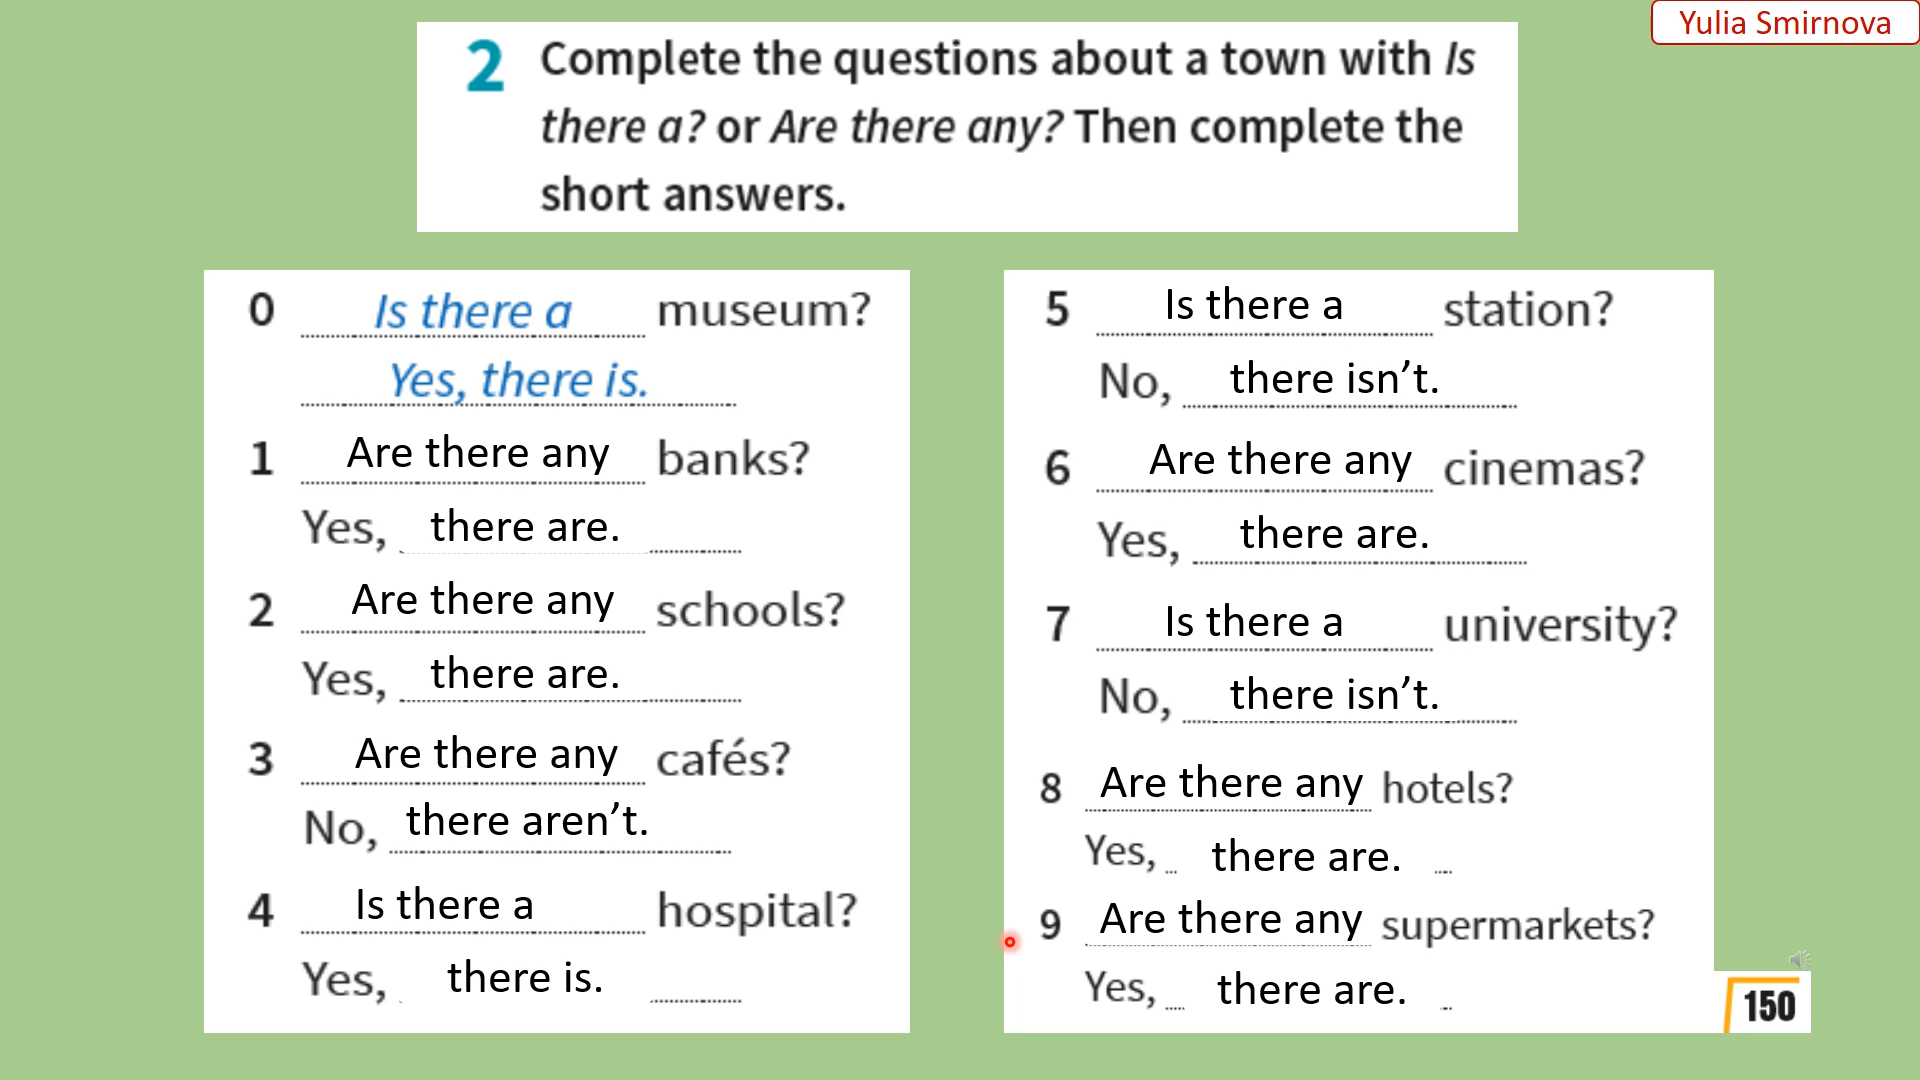 Yulia Smirnova
2 Complete the questions about a town with Is
there a? or Are there any? Then complete the
short answers.
0 Is there a museum?
Yes, there is.
1 Are there any banks?
Yes, there are.
2 Are there any schools?
Yes, there are.
3 Are there any cafés?
No, there aren’t.
4 Is there a hospital?
Yes, there is.
5 Is there a station?
No, there isn’t.
6 Are there any cinemas?
Yes, there are.
7 Is there a university?
No, there isn’t.
8 Are there any hotels?
Yes, there are.
9 Are there any supermarkets?
Yes, there are.
150